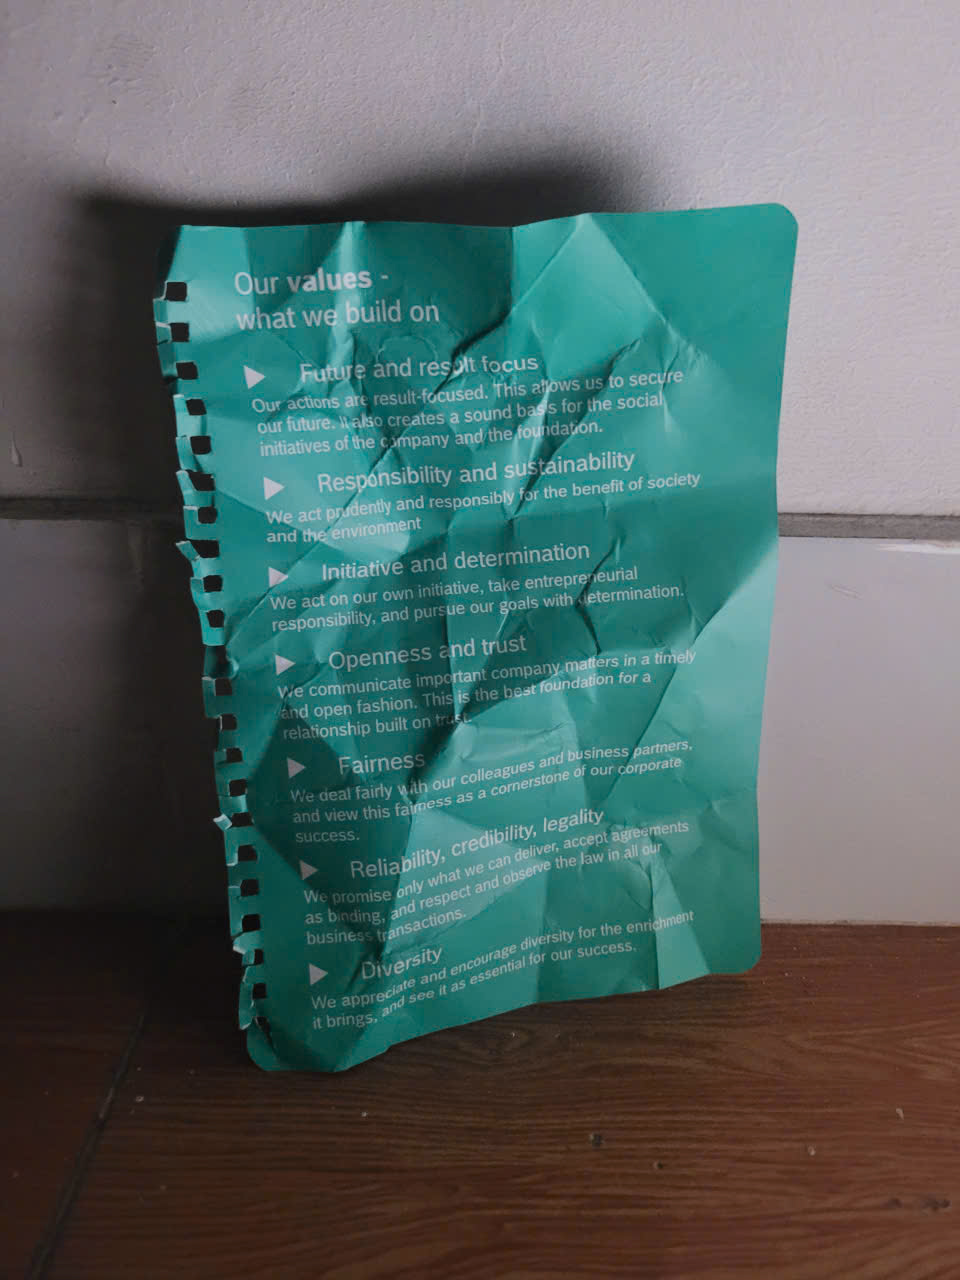 Our values -
what we build on
Future and result focus
Our actions are result-focused. This allows us to secure
our future. It also creates a sound basis for the social
initiatives of the company and the foundation.
Responsibility and sustainability
We act prudently and responsibly for the benefit of society
and the environment
Initiative and determination
We act on our own initiative, take entrepreneurial
responsibility, and pursue our goals with determination.
Openness and trust
We communicate important company matters in a timely
and open fashion. This is the best foundation for a
relationship built on trust.
Fairness
We deal fairly with our colleagues and business partners,
and view this fairness as a cornerstone of our corporate
success.
Reliability, credibility, legality
We promise only what we can deliver, accept agreements
as binding, and respect and observe the law in all our
business transactions.
Diversity
We appreciate and encourage diversity for the enrichment
it brings, and see it as essential for our success.